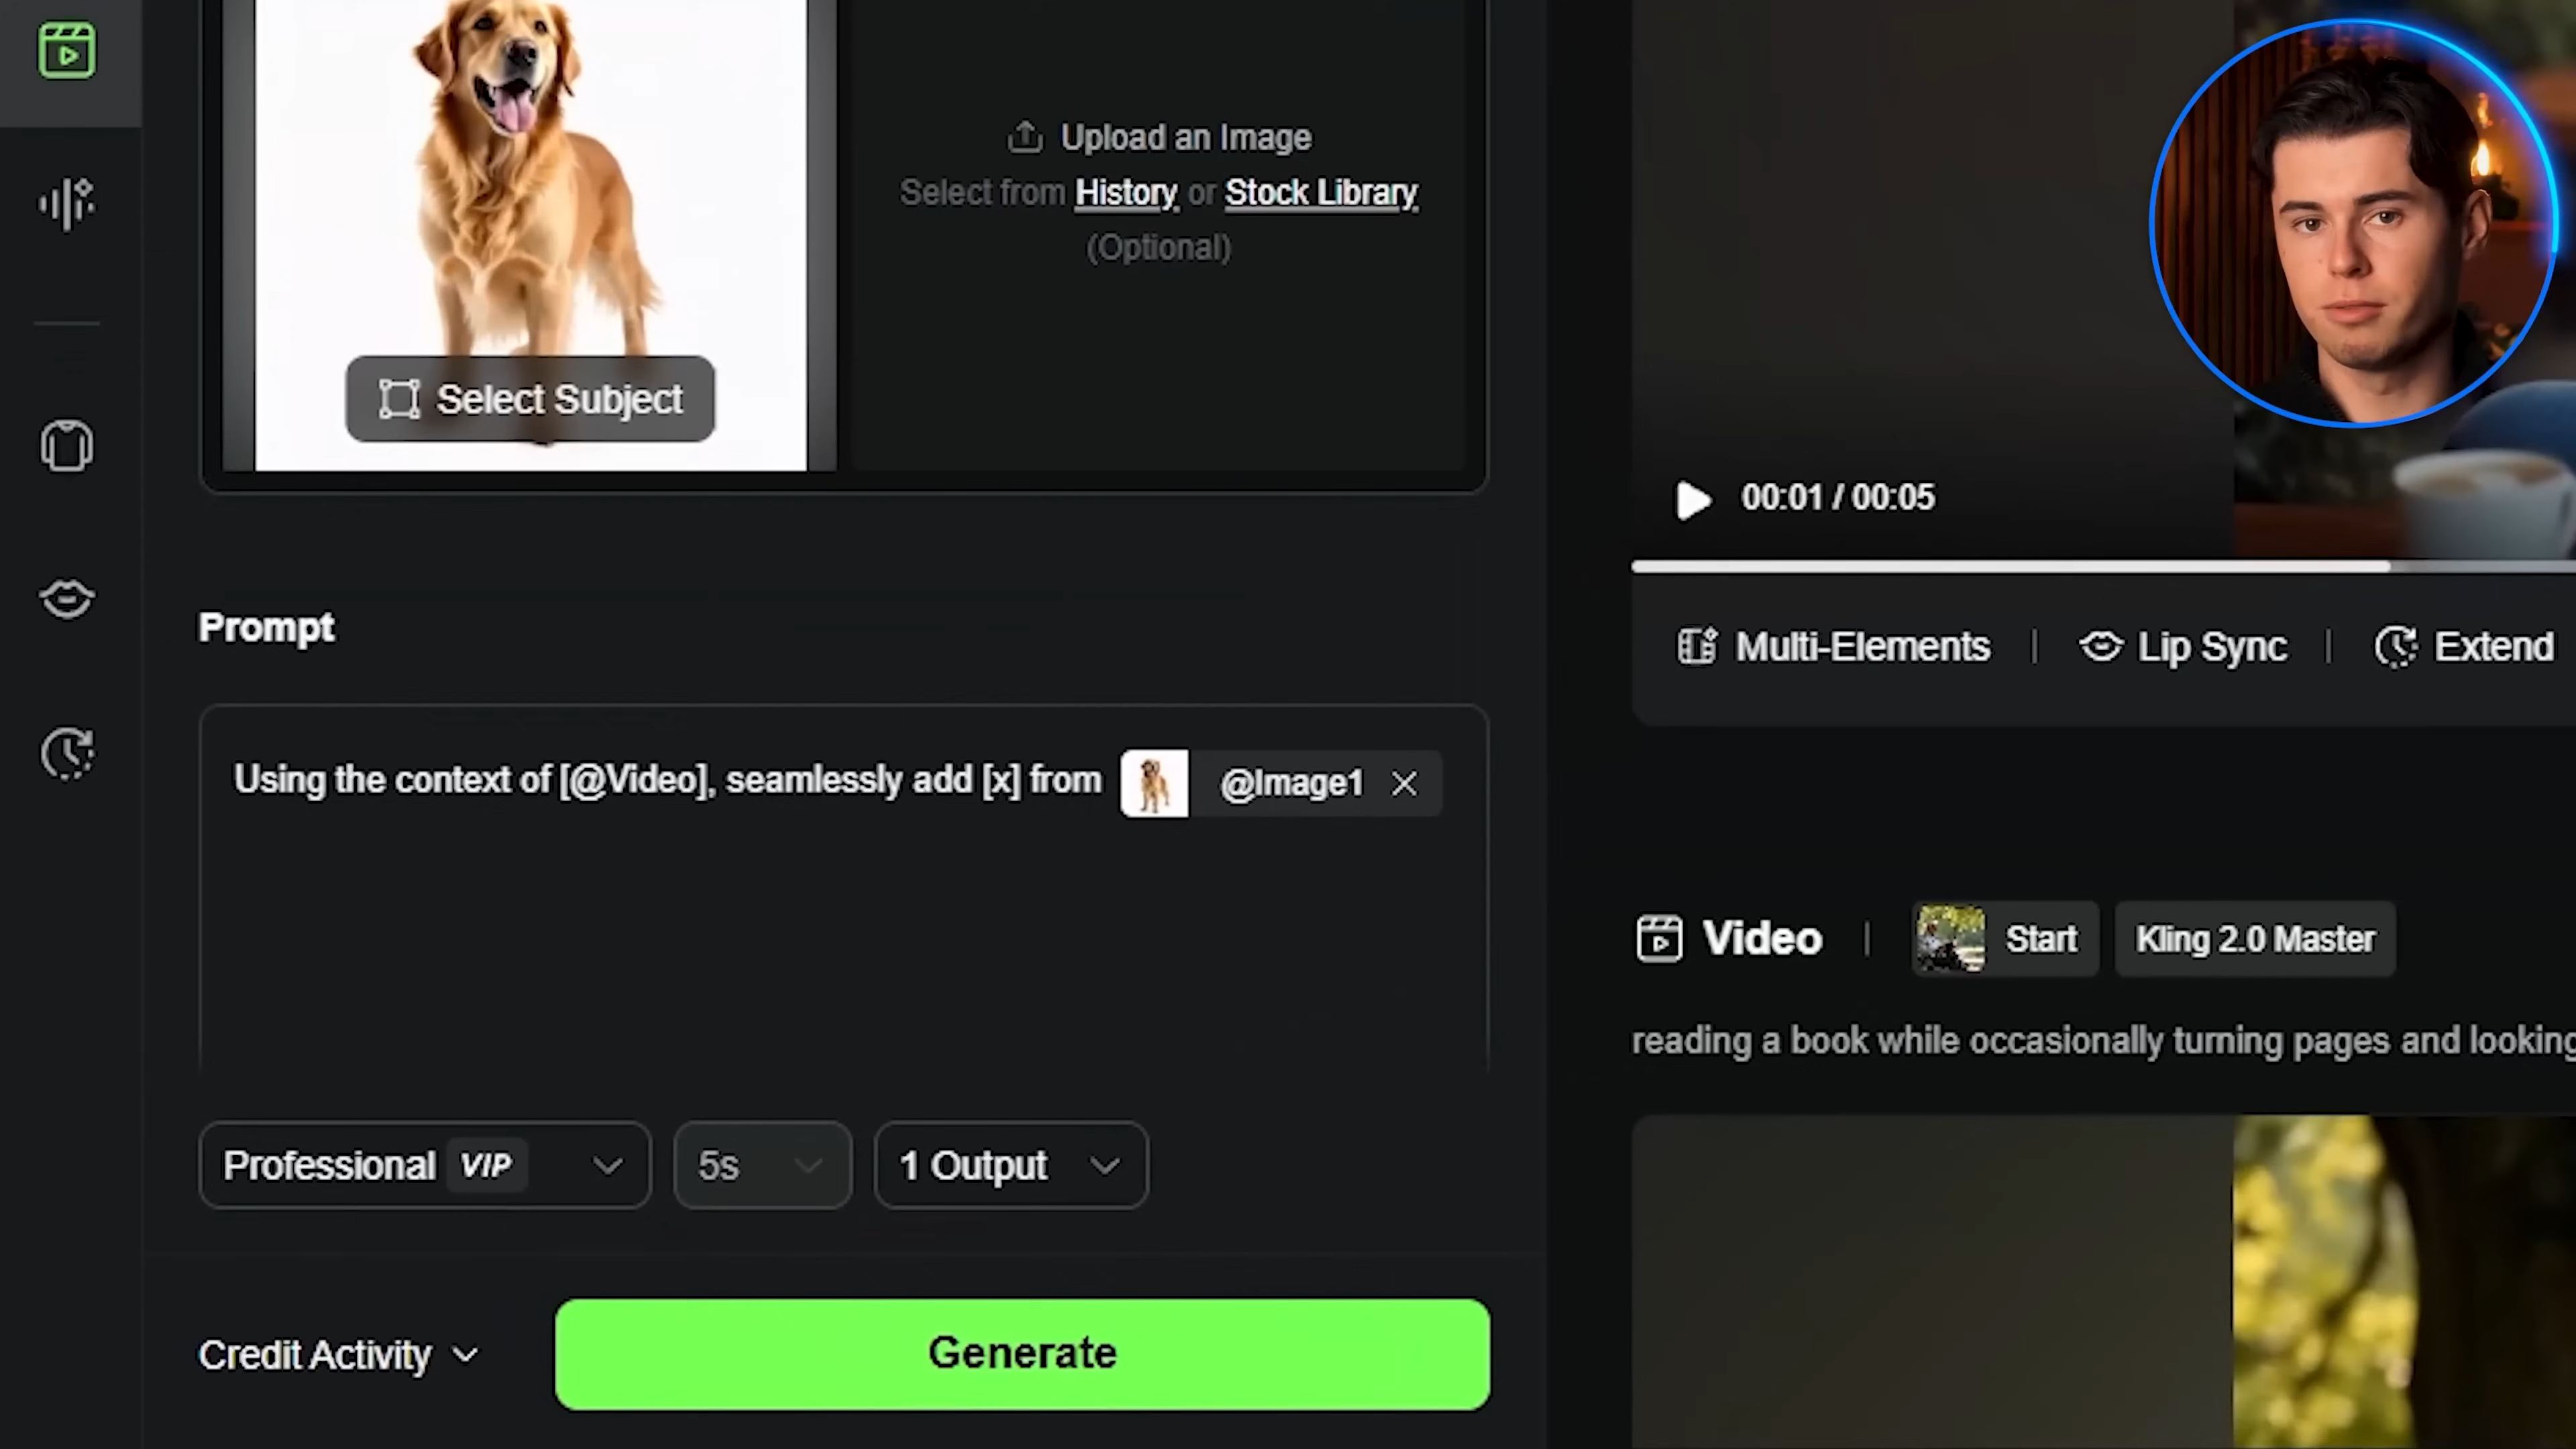 Upload an Image
Select from History or Stock Library
(Optional)
Select Subject
Prompt
Using the context of [@Video], seamlessly add [x] from @Image1
Professional VIP
5s
1 Output
Credit Activity
Generate
00:01 / 00:05
Multi-Elements | Lip Sync | Extend
Video | Start Kling 2.0 Master
reading a book while occasionally turning pages and looking